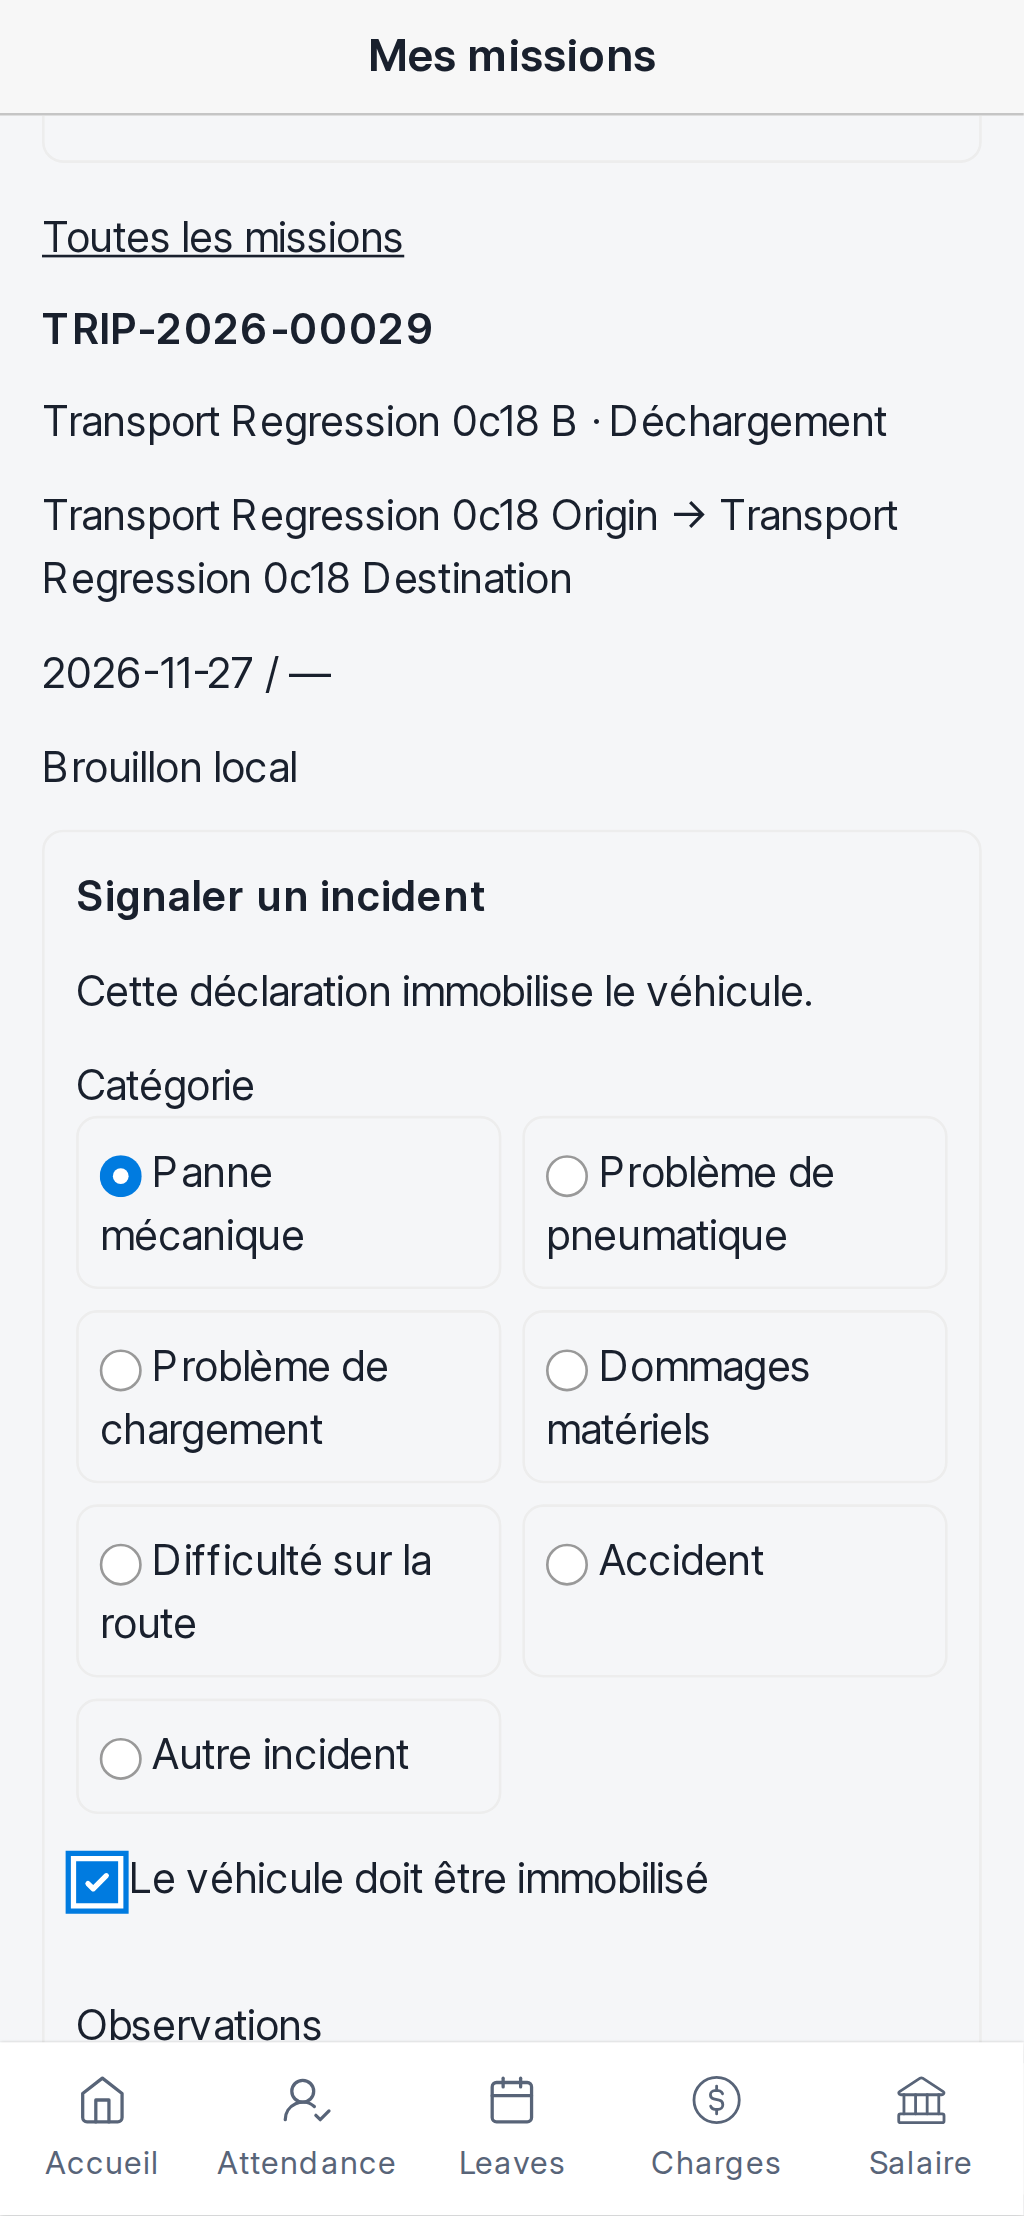 Mes missions
Toutes les missions
TRIP-2026-00029
Transport Regression 0c18 B · Déchargement
Transport Regression 0c18 Origin → Transport
Regression 0c18 Destination
2026-11-27 / —
Brouillon local
Signaler un incident
Cette déclaration immobilise le véhicule.
Catégorie
Panne
mécanique
Problème de
pneumatique
Problème de
chargement
Dommages
matériels
Difficulté sur la
route
Accident
Autre incident
Le véhicule doit être immobilisé
Observations
Accueil
Attendance
Leaves
Charges
Salaire